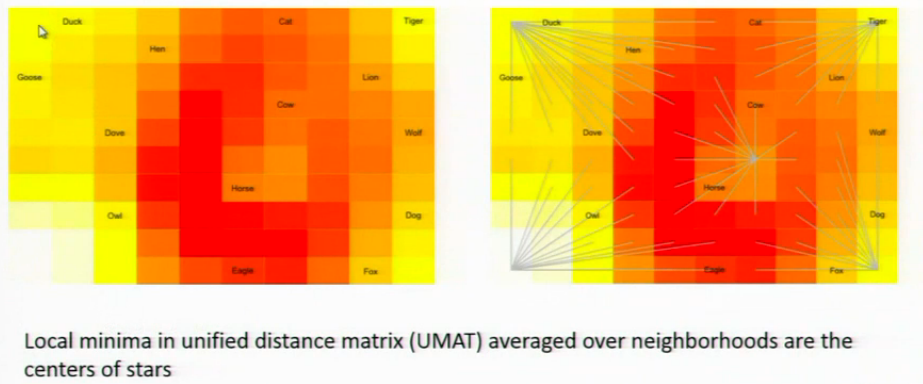 Duck Cat Tiger
Hen
Goose Lion
Cow
Dove Wolf
Horse
Owl Dog
Eagle Fox
Duck Cat Tiger
Hen
Goose Lion
Cow
Dove Wolf
Horse
Owl Dog
Eagle Fox
Local minima in unified distance matrix (UMAT) averaged over neighborhoods are the
centers of stars